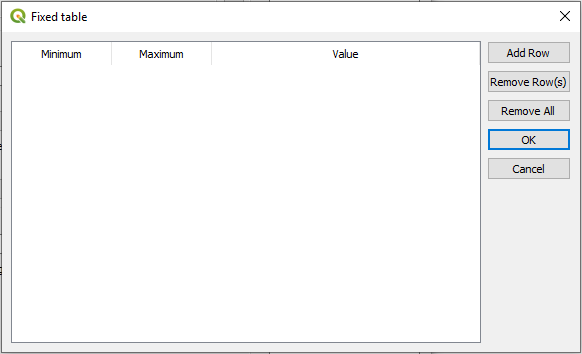 Fixed table
Minimum Maximum Value
Add Row
Remove Row(s)
Remove All
OK
Cancel